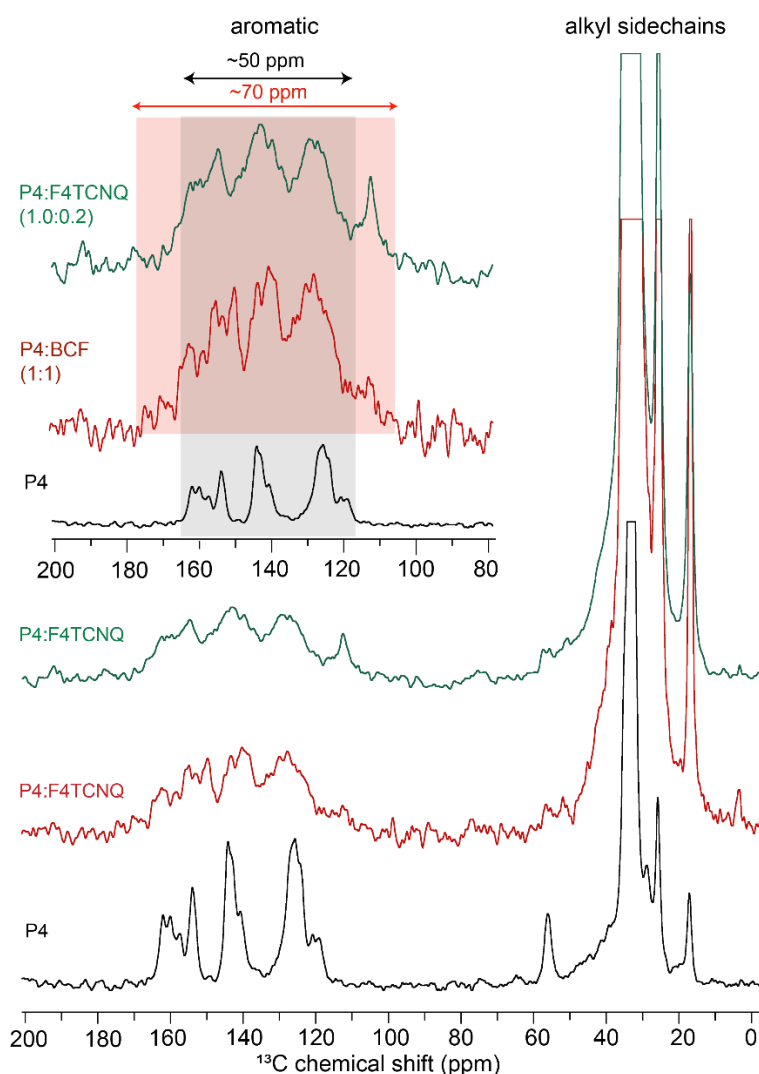 aromatic
alkyl sidechains
~50 ppm
~70 ppm
P4:F4TCNQ
(1.0:0.2)
P4:BCF
(1:1)
P4
200 180 160 140 120 100 80
P4:F4TCNQ
P4:F4TCNQ
P4
200 180 160 140 120 100 80 60 40 20 0
¹³C chemical shift (ppm)